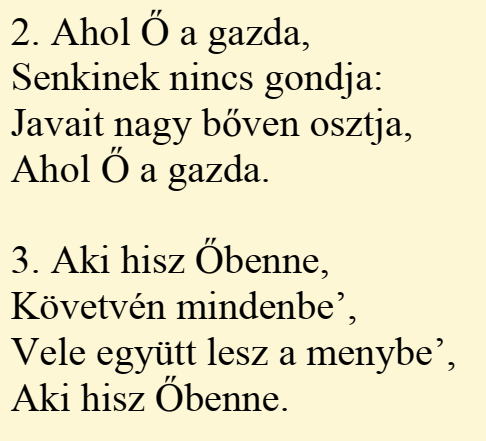 2. Ahol Ő a gazda,
Senkinek nincs gondja:
Javait nagy bőven osztja,
Ahol Ő a gazda.

3. Aki hisz Őbenne,
Követvén mindenbe’,
Vele együtt lesz a menybe’,
Aki hisz Őbenne.